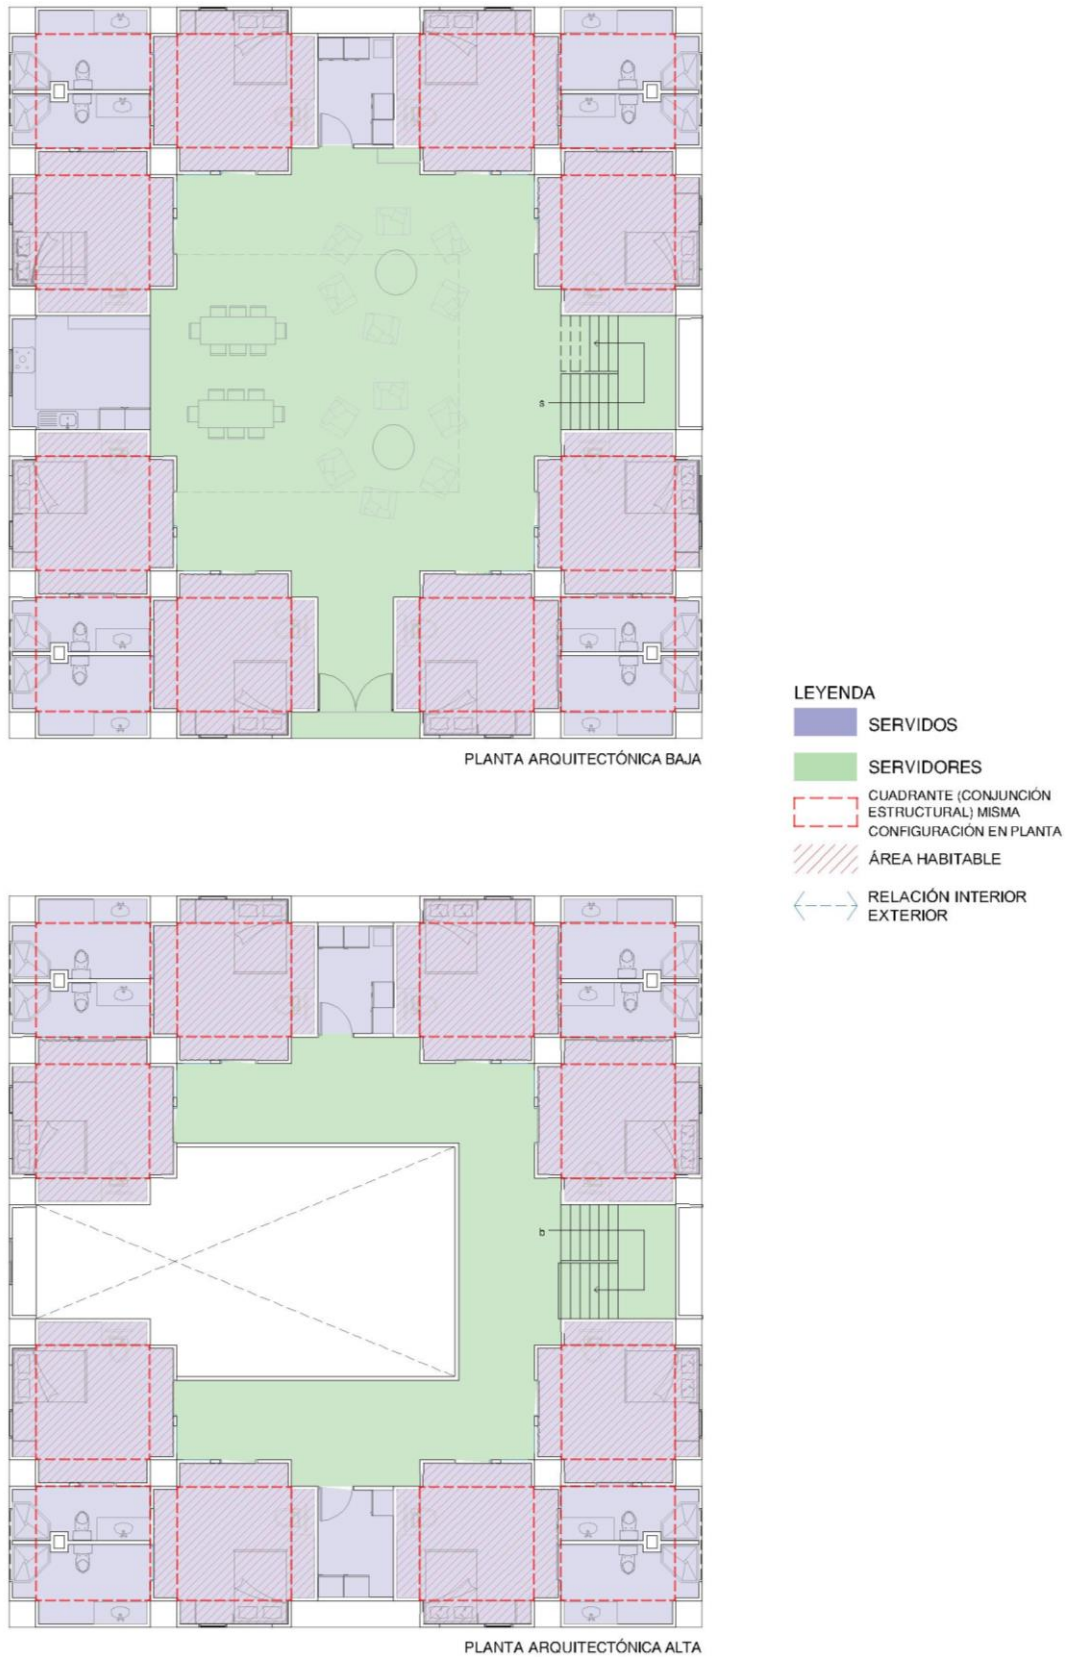 s
PLANTA ARQUITECTÓNICA BAJA
LEYENDA
SERVIDOS
SERVIDORES
CUADRANTE (CONJUNCIÓN
ESTRUCTURAL) MISMA
CONFIGURACIÓN EN PLANTA
ÁREA HABITABLE
RELACIÓN INTERIOR
EXTERIOR
b
PLANTA ARQUITECTÓNICA ALTA